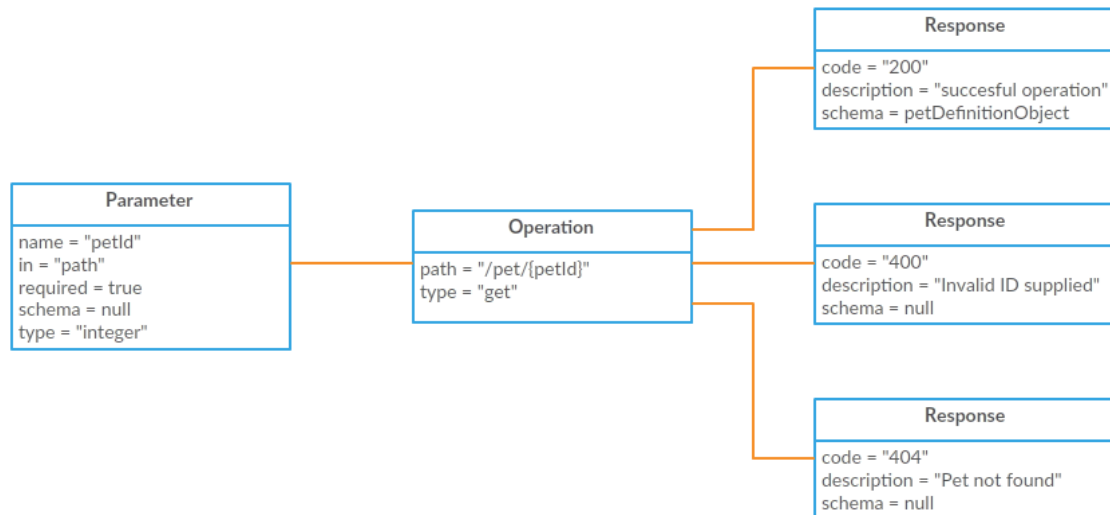 Parameter
name = "petId"
in = "path"
required = true
schema = null
type = "integer"
Operation
path = "/pet/{petId}"
type = "get"
Response
code = "200"
description = "succesful operation"
schema = petDefinitionObject
Response
code = "400"
description = "Invalid ID supplied"
schema = null
Response
code = "404"
description = "Pet not found"
schema = null